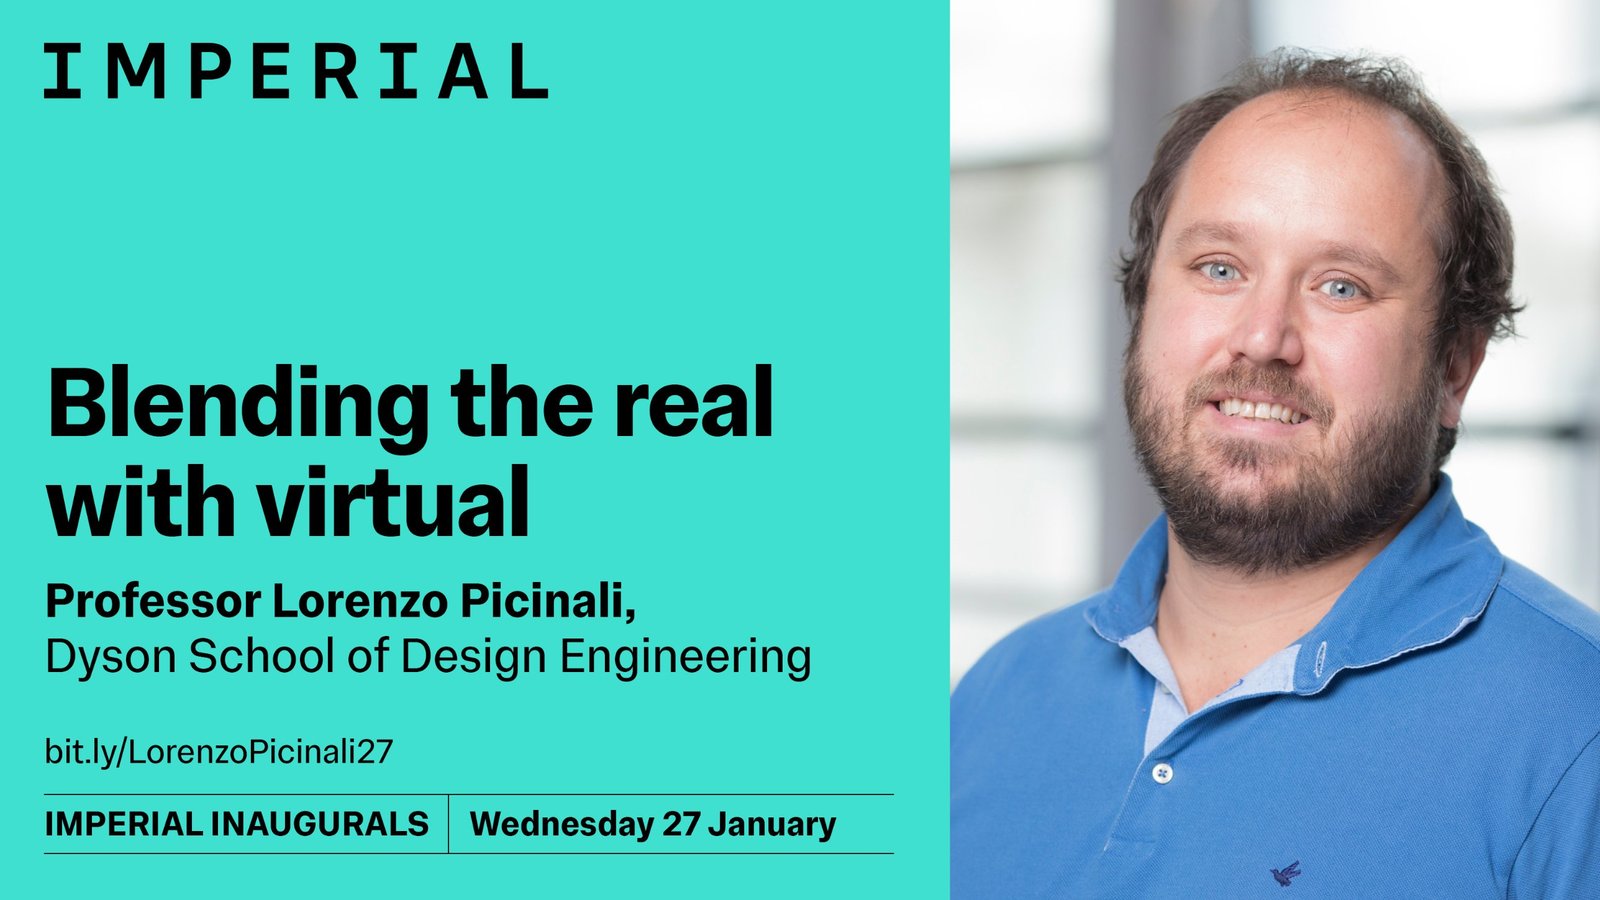 IMPERIAL
Blending the real
with virtual
Professor Lorenzo Picinali,
Dyson School of Design Engineering
bit.ly/LorenzoPicinali27
IMPERIAL INAUGURALS
Wednesday 27 January